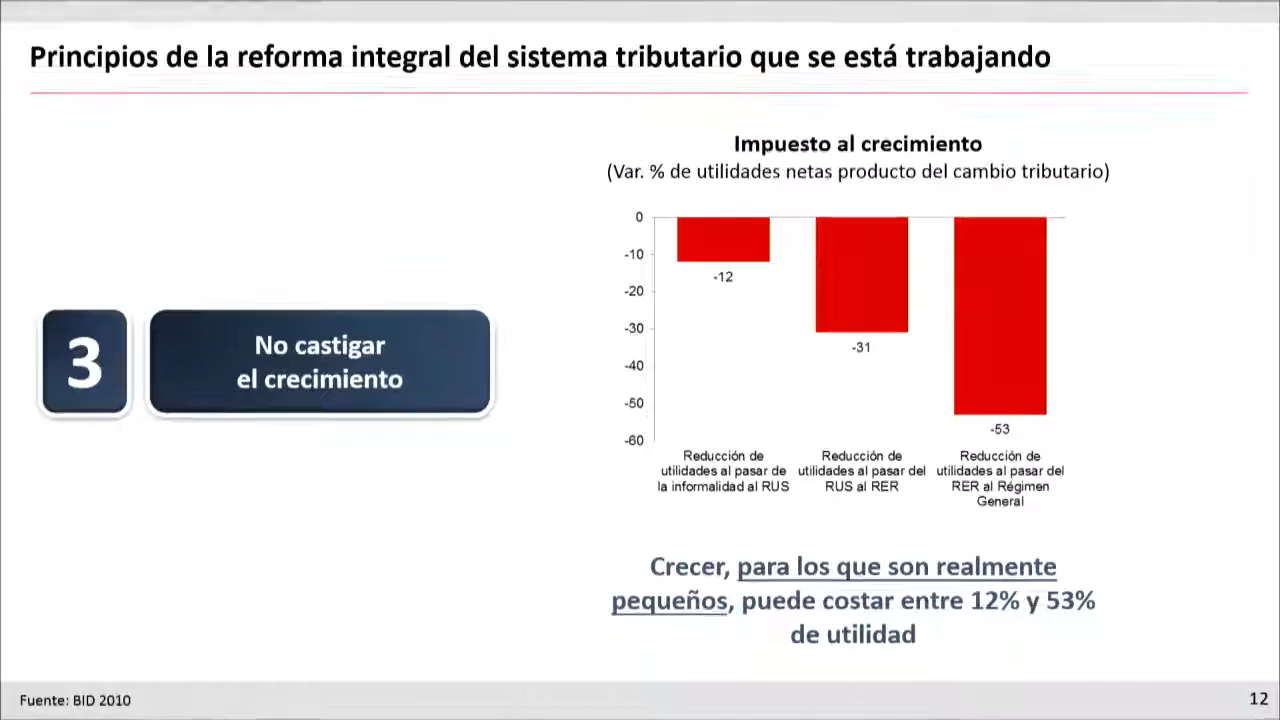 Principios de la reforma integral del sistema tributario que se está trabajando
3
No castigar
el crecimiento
Impuesto al crecimiento
(Var. % de utilidades netas producto del cambio tributario)
0
-10
-20
-30
-40
-50
-60
-12
-31
-53
Reducción de
utilidades al pasar de
la informalidad al RUS
Reducción de
utilidades al pasar del
RUS al RER
Reducción de
utilidades al pasar del
RER al Régimen
General
Crecer, para los que son realmente
pequeños, puede costar entre 12% y 53%
de utilidad
Fuente: BID 2010
12